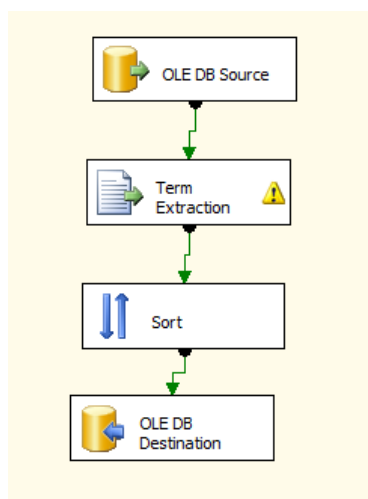 OLE DB Source
Term
Extraction
Sort
OLE DB
Destination